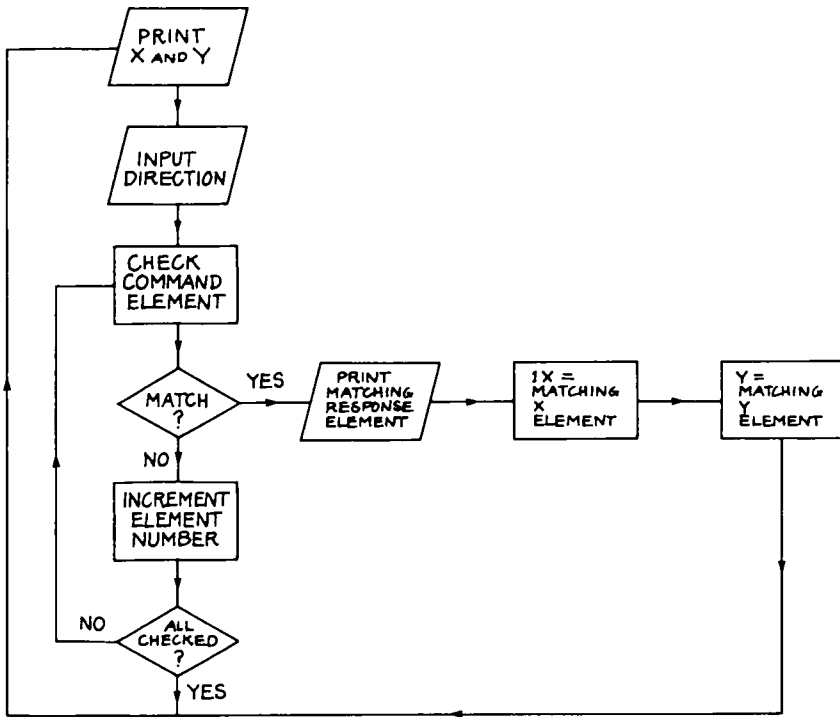 PRINT
X AND Y
INPUT
DIRECTION
CHECK
COMMAND
ELEMENT
MATCH
?
YES
PRINT
MATCHING
RESPONSE
ELEMENT
1X =
MATCHING
X
ELEMENT
Y =
MATCHING
Y
ELEMENT
NO
INCREMENT
ELEMENT
NUMBER
ALL
CHECKED
?
NO
YES